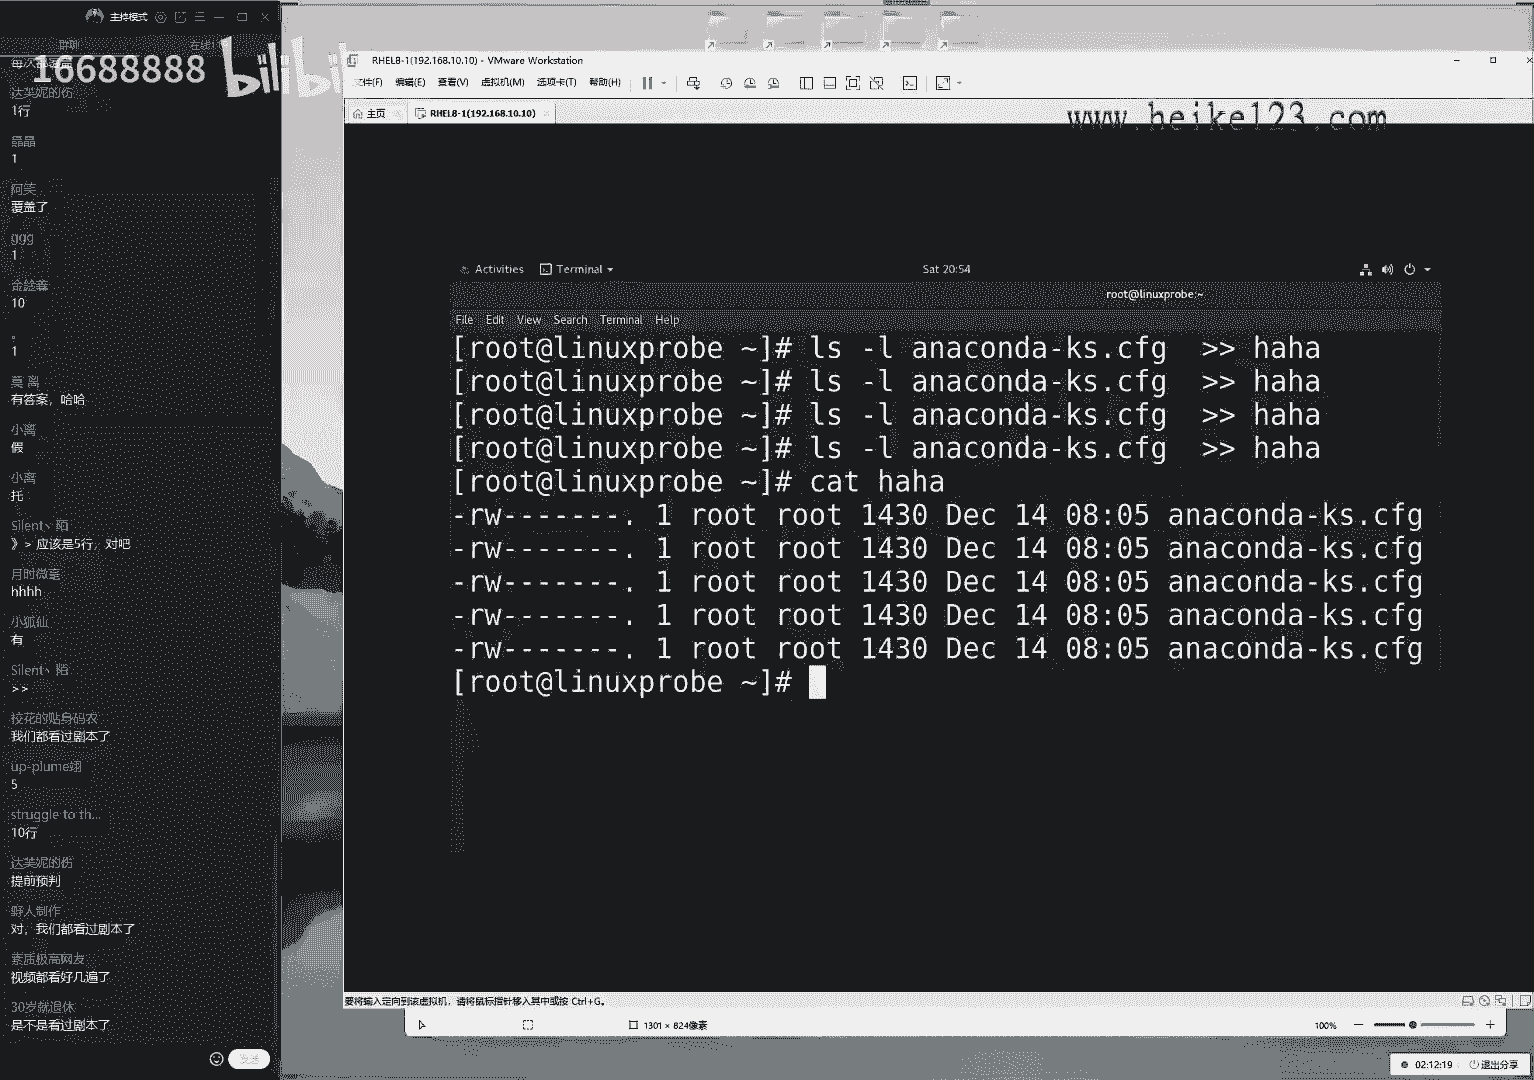 主持模式
16688888
bilibili
达芙妮的伤
1行
晶晶
1
阿笑
覆盖了
ggg
1
金鋡鑫
10
。
1
莫 离
有答案，哈哈
小离
假
小离
托
Silent丶 陌
》> 应该是5行，对吧
月时微毫
hhhh
小狐仙
有
Silent丶 陌
>>
校花的贴身码农
我们都看过剧本了
up-plume翊
5
struggle to th...
10行
达芙妮的伤
提前预判
野人制作
对，我们都看过剧本了
素质极高网友
视频都看好几遍了
30岁就退休
是不是看过剧本了
发送
RHEL8-1(192.168.10.10) - VMware Workstation
文件(F) 编辑(E) 查看(V) 虚拟机(M) 选项卡(T) 帮助(H)
主页 RHEL8-1(192.168.10.10)
www.heike123.com
Activities Terminal Sat 20:54
root@linuxprobe:~
File Edit View Search Terminal Help
[root@linuxprobe ~]# ls -l anaconda-ks.cfg  >> haha
[root@linuxprobe ~]# ls -l anaconda-ks.cfg  >> haha
[root@linuxprobe ~]# ls -l anaconda-ks.cfg  >> haha
[root@linuxprobe ~]# ls -l anaconda-ks.cfg  >> haha
[root@linuxprobe ~]# cat haha
-rw-------. 1 root root 1430 Dec 14 08:05 anaconda-ks.cfg
-rw-------. 1 root root 1430 Dec 14 08:05 anaconda-ks.cfg
-rw-------. 1 root root 1430 Dec 14 08:05 anaconda-ks.cfg
-rw-------. 1 root root 1430 Dec 14 08:05 anaconda-ks.cfg
-rw-------. 1 root root 1430 Dec 14 08:05 anaconda-ks.cfg
[root@linuxprobe ~]#
要将输入定向到该虚拟机，请将鼠标指针移入其中或按 Ctrl+G。
1301 × 824像素
100%
02:12:19 退出分享